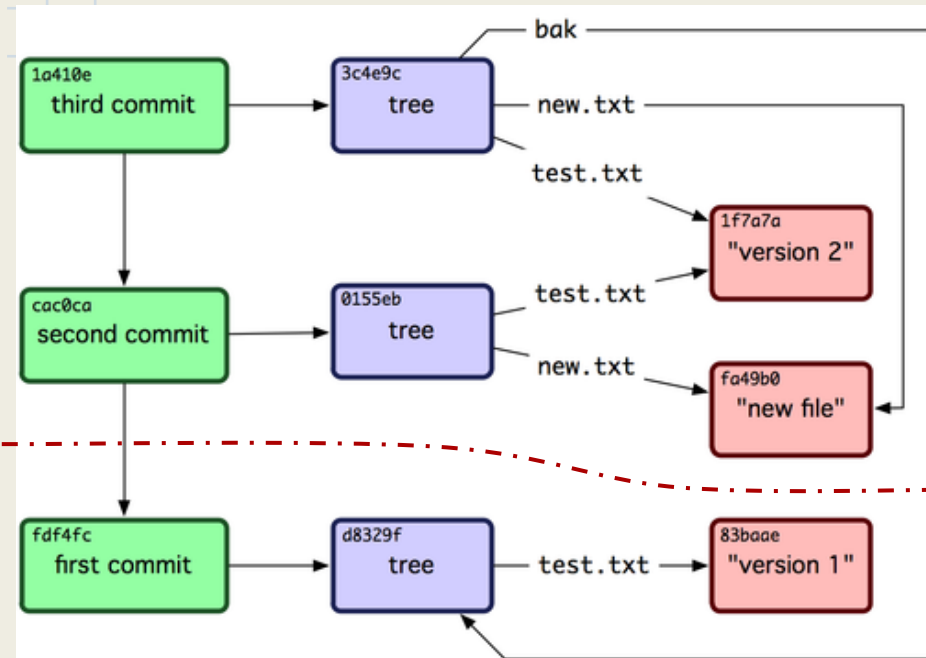 bak
1a410e
third commit
3c4e9c
tree
new.txt
test.txt
1f7a7a
"version 2"
cac0ca
second commit
0155eb
tree
test.txt
new.txt
fa49b0
"new file"
fdf4fc
first commit
d8329f
tree
test.txt
83baae
"version 1"